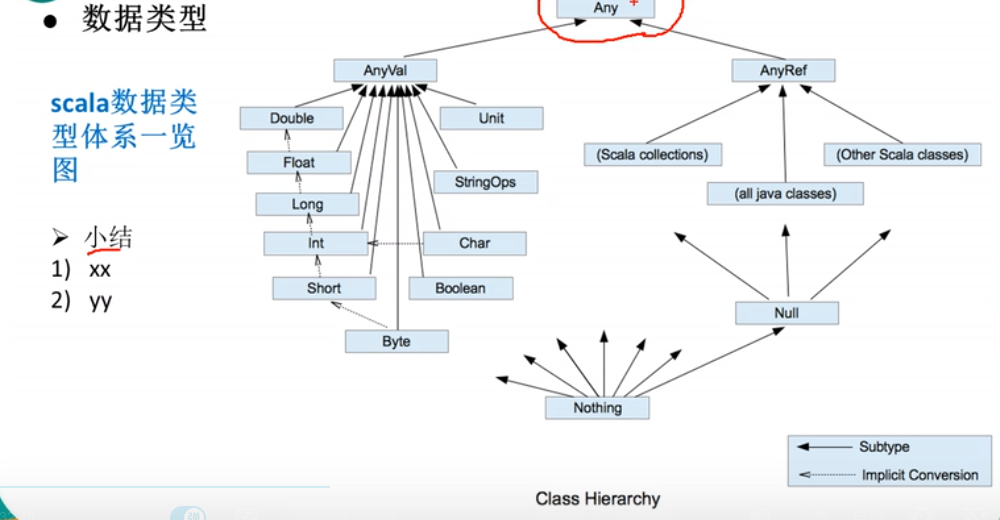 ● 数据类型
scala数据类
型体系一览
图
➢ 小结
1) xx
2) yy
Any
AnyVal
AnyRef
Double
Unit
Float
(Scala collections)
(Other Scala classes)
StringOps
(all java classes)
Long
Int
Char
Short
Boolean
Null
Byte
Nothing
Subtype
Implicit Conversion
Class Hierarchy